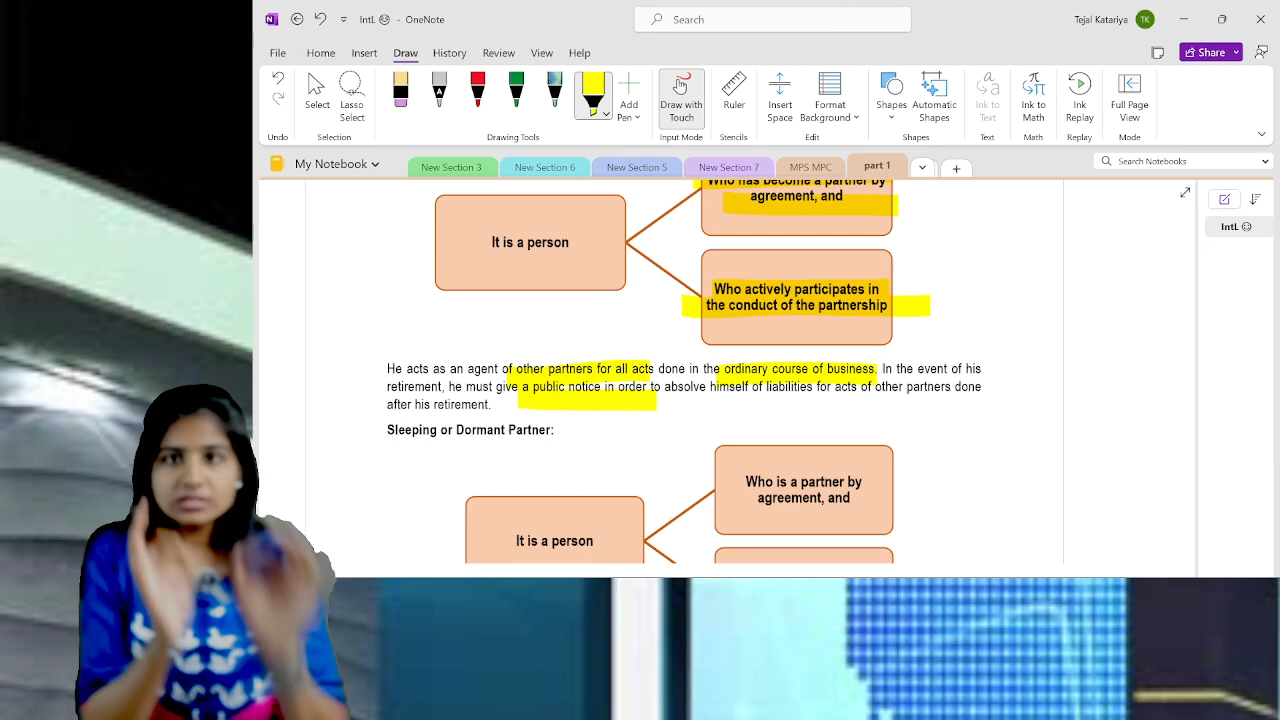 IntL - OneNote
Search
Tejal Katariya
TK
File Home Insert Draw History Review View Help
Share
Select
Lasso Select
Add Pen
Draw with Touch
Ruler
Insert Space
Format Background
Shapes
Automatic Shapes
Ink to Text
Ink to Math
Ink Replay
Full Page View
Undo
Selection
Drawing Tools
Input Mode
Stencils
Edit
Shapes
Text
Math
Replay
Mode
My Notebook
New Section 3
New Section 6
New Section 5
New Section 7
MPS MPC
part 1
Search Notebooks
IntL
Who has become a partner by
agreement, and
It is a person
Who actively participates in
the conduct of the partnership
He acts as an agent of other partners for all acts done in the ordinary course of business. In the event of his
retirement, he must give a public notice in order to absolve himself of liabilities for acts of other partners done
after his retirement.
Sleeping or Dormant Partner:
Who is a partner by
agreement, and
It is a person